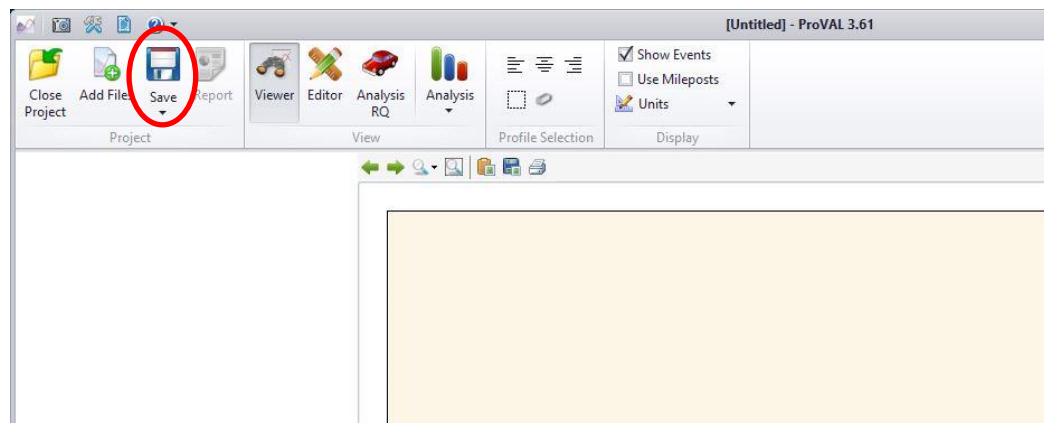 [Untitled] - ProVAL 3.61
Close Project
Add Files
Save
Report
Viewer
Editor
Analysis RQ
Analysis
Show Events
Use Mileposts
Units
Project
View
Profile Selection
Display